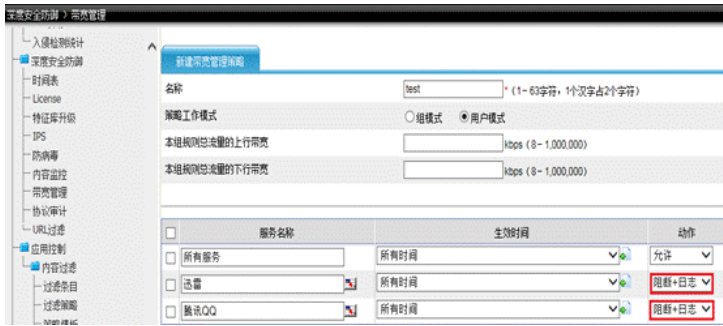 深度安全防御 > 带宽管理
入侵检测统计
深度安全防御
时间表
License
特征库升级
IPS
防病毒
内容监控
带宽管理
协议审计
URL过滤
应用控制
内容过滤
过滤条目
过滤策略
策略模板
新建带宽管理策略
名称 test * (1- 63字符，1个汉字占2个字符)
策略工作模式 组模式 用户模式
本组规则总流量的上行带宽 kbps (8- 1,000,000)
本组规则总流量的下行带宽 kbps (8- 1,000,000)
服务名称 生效时间 动作
所有服务 所有时间 允许
迅雷 所有时间 阻断+日志
腾讯QQ 所有时间 阻断+日志